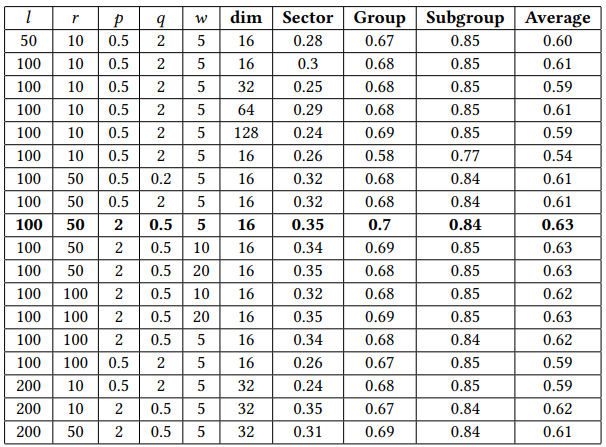 l r p q w dim Sector Group Subgroup Average
50 10 0.5 2 5 16 0.28 0.67 0.85 0.60
100 10 0.5 2 5 16 0.3 0.68 0.85 0.61
100 10 0.5 2 5 32 0.25 0.68 0.85 0.59
100 10 0.5 2 5 64 0.29 0.68 0.85 0.61
100 10 0.5 2 5 128 0.24 0.69 0.85 0.59
100 10 0.5 2 5 16 0.26 0.58 0.77 0.54
100 50 0.5 0.2 5 16 0.32 0.68 0.84 0.61
100 50 0.5 2 5 16 0.32 0.68 0.84 0.61
100 50 2 0.5 5 16 0.35 0.7 0.84 0.63
100 50 2 0.5 10 16 0.34 0.69 0.85 0.63
100 50 2 0.5 20 16 0.35 0.68 0.85 0.63
100 100 2 0.5 10 16 0.32 0.68 0.85 0.62
100 100 2 0.5 20 16 0.35 0.69 0.85 0.63
100 100 2 0.5 5 16 0.34 0.68 0.84 0.62
100 100 0.5 2 5 16 0.26 0.67 0.85 0.59
200 10 0.5 2 5 32 0.24 0.68 0.85 0.59
200 10 2 0.5 5 32 0.35 0.67 0.84 0.62
200 50 2 0.5 5 32 0.31 0.69 0.84 0.61